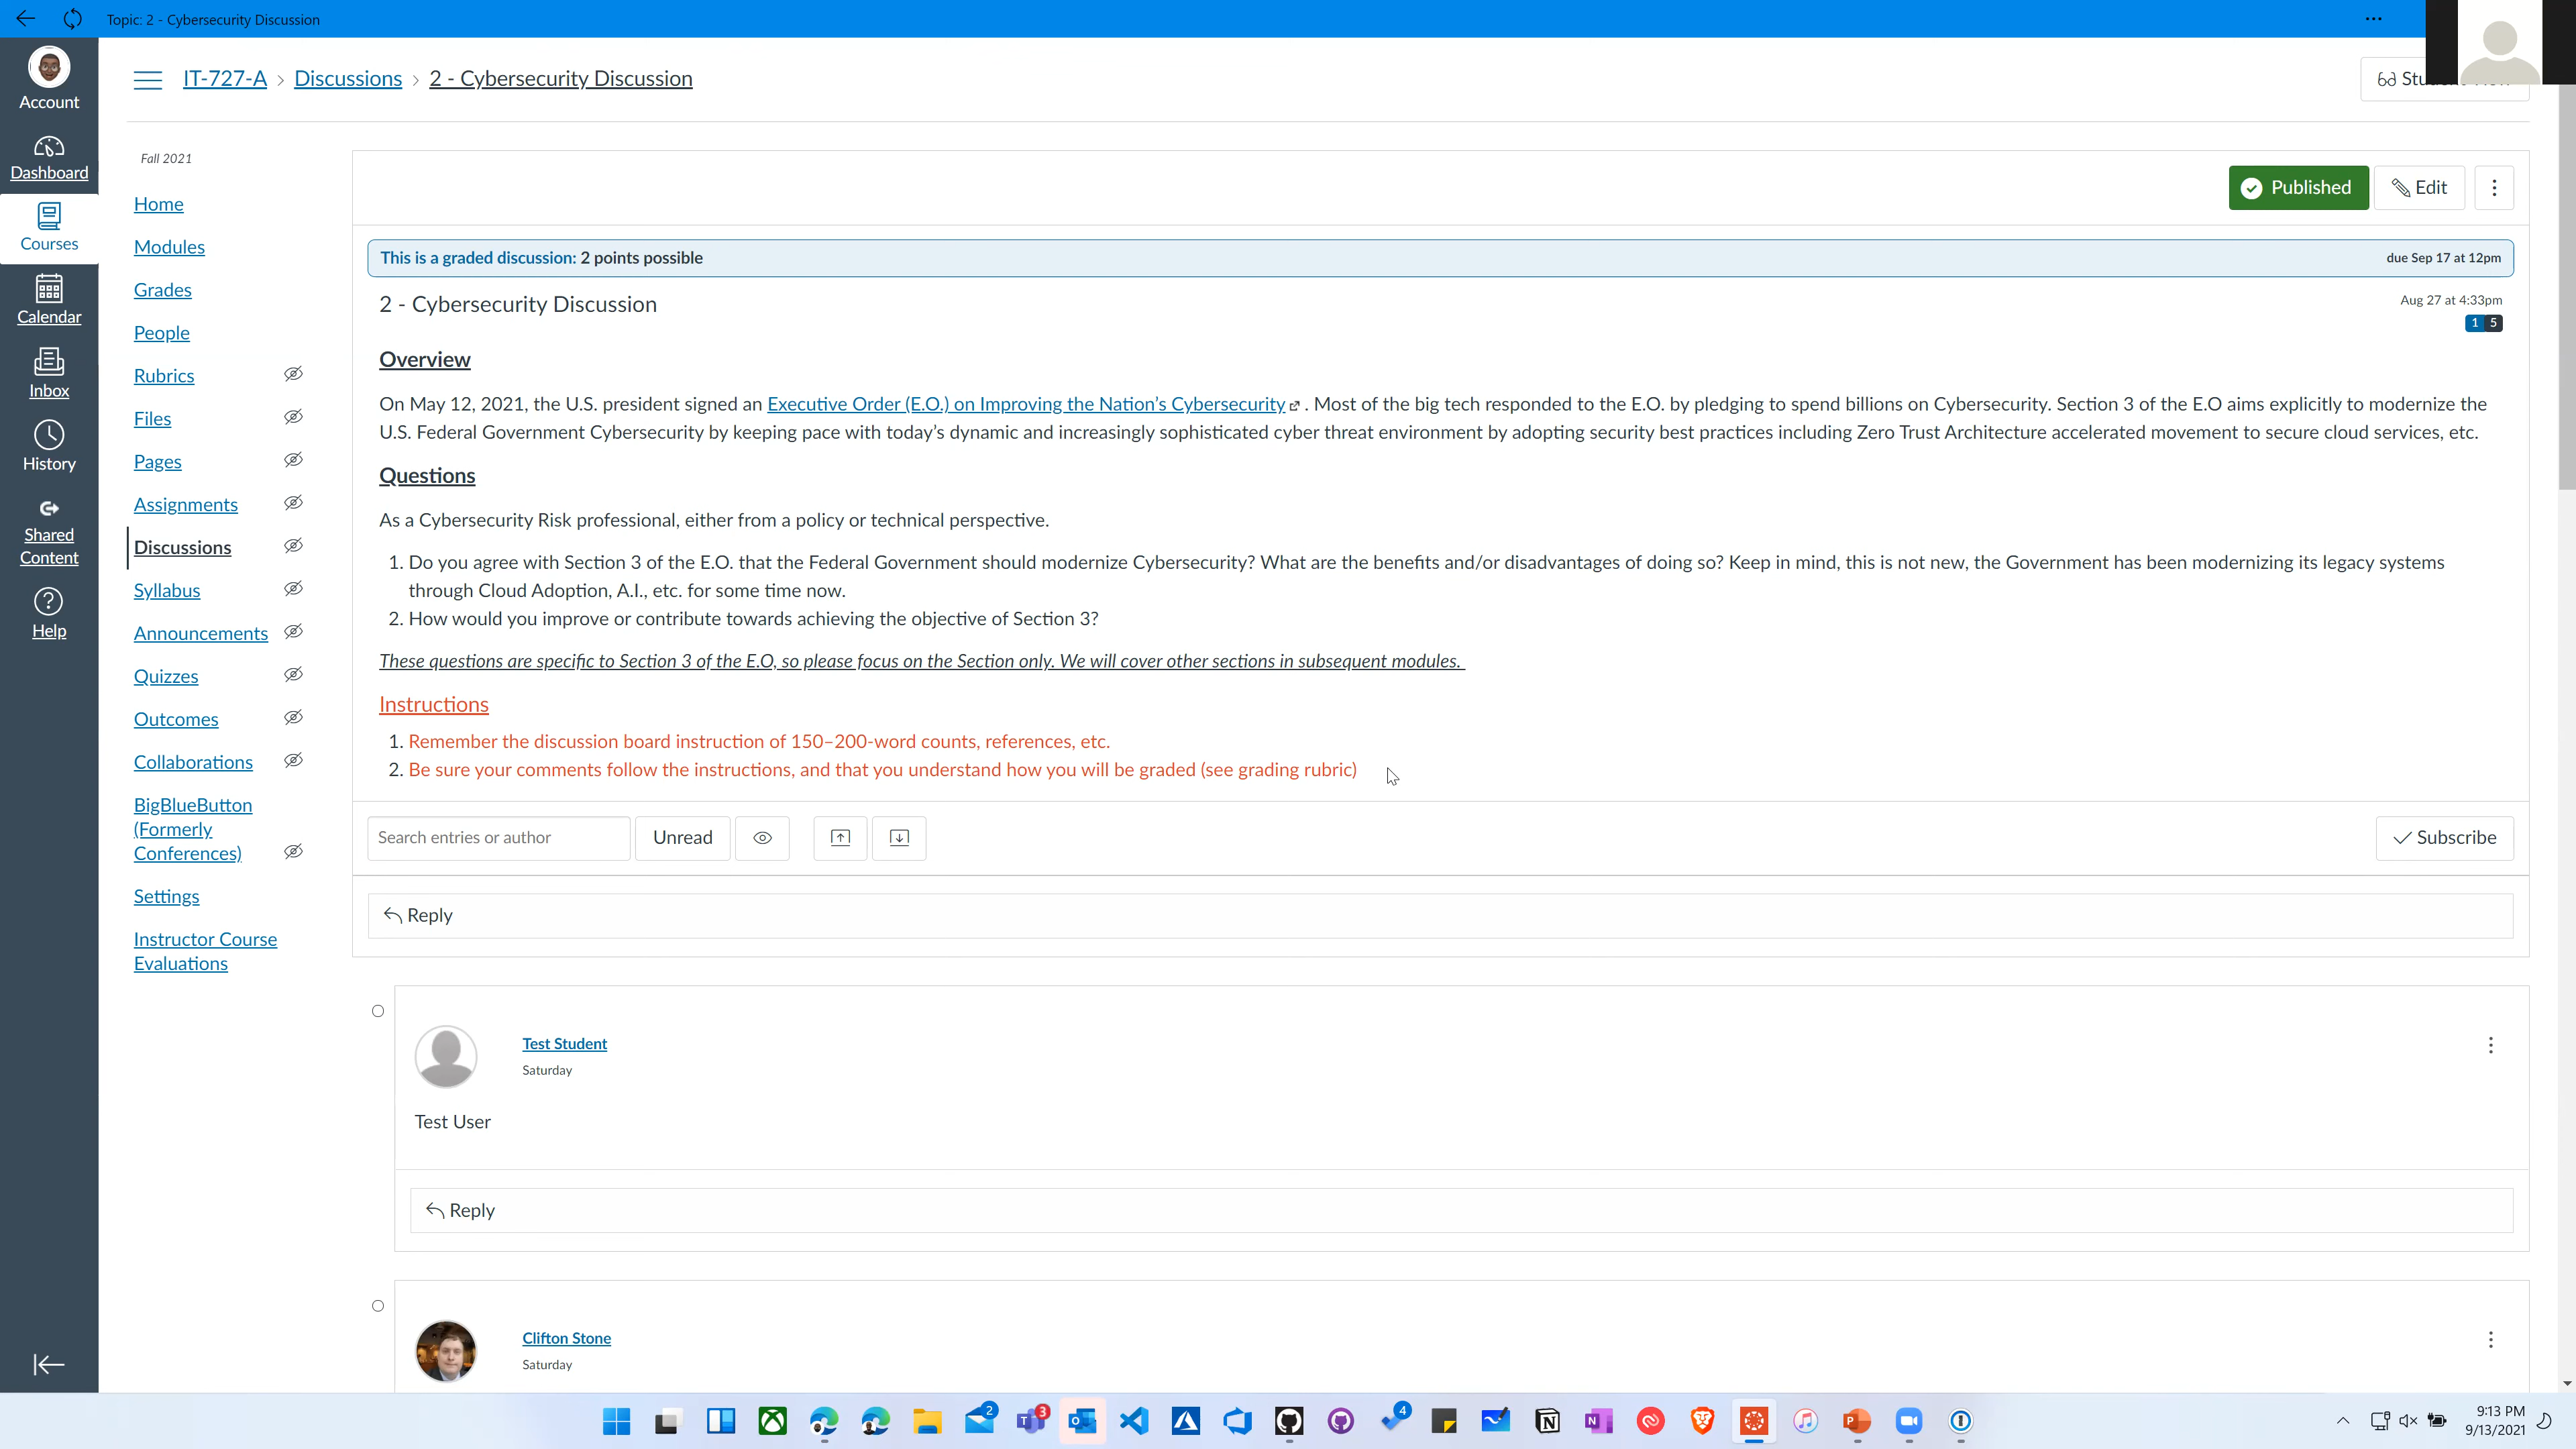 Topic: 2 - Cybersecurity Discussion
...
Account
Dashboard
Courses
Calendar
Inbox
History
Shared
Content
Help
IT-727-A › Discussions › 2 - Cybersecurity Discussion
Fall 2021
Home
Modules
Grades
People
Rubrics
Files
Pages
Assignments
Discussions
Syllabus
Announcements
Quizzes
Outcomes
Collaborations
BigBlueButton
(Formerly
Conferences)
Settings
Instructor Course
Evaluations
Published
Edit
This is a graded discussion: 2 points possible
due Sep 17 at 12pm
2 - Cybersecurity Discussion
Aug 27 at 4:33pm
1 5
Overview
On May 12, 2021, the U.S. president signed an Executive Order (E.O.) on Improving the Nation's Cybersecurity . Most of the big tech responded to the E.O. by pledging to spend billions on Cybersecurity. Section 3 of the E.O aims explicitly to modernize the
U.S. Federal Government Cybersecurity by keeping pace with today's dynamic and increasingly sophisticated cyber threat environment by adopting security best practices including Zero Trust Architecture accelerated movement to secure cloud services, etc.
Questions
As a Cybersecurity Risk professional, either from a policy or technical perspective.
1. Do you agree with Section 3 of the E.O. that the Federal Government should modernize Cybersecurity? What are the benefits and/or disadvantages of doing so? Keep in mind, this is not new, the Government has been modernizing its legacy systems
through Cloud Adoption, A.I., etc. for some time now.
2. How would you improve or contribute towards achieving the objective of Section 3?
These questions are specific to Section 3 of the E.O, so please focus on the Section only. We will cover other sections in subsequent modules.
Instructions
1. Remember the discussion board instruction of 150–200-word counts, references, etc.
2. Be sure your comments follow the instructions, and that you understand how you will be graded (see grading rubric)
Search entries or author
Unread
Subscribe
Reply
Test Student
Saturday
Test User
Reply
Clifton Stone
Saturday
2
3
4
9:13 PM
9/13/2021